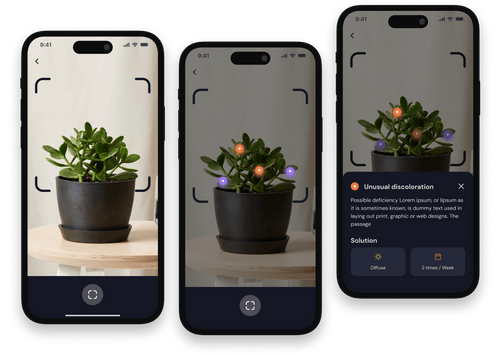 9:41
9:41
9:41
Unusual discoloration
Possible deficiency Lorem ipsum, or lipsum as
it is sometimes known, is dummy text used in
laying out print, graphic or web designs. The
passage
Solution
Diffuse
2 times / Week